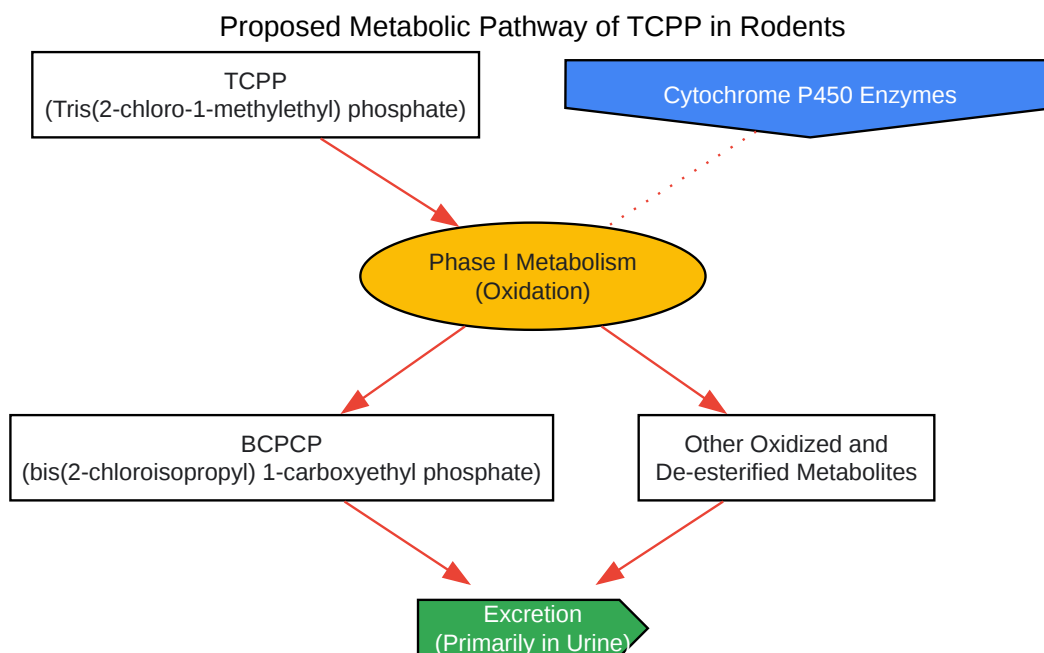 Proposed Metabolic Pathway of TCPP in Rodents
TCPP
(Tris(2-chloro-1-methylethyl) phosphate)
Cytochrome P450 Enzymes
Phase I Metabolism
(Oxidation)
BCPCP
(bis(2-chloroisopropyl) 1-carboxyethyl phosphate)
Other Oxidized and
De-esterified Metabolites
Excretion
(Primarily in Urine)